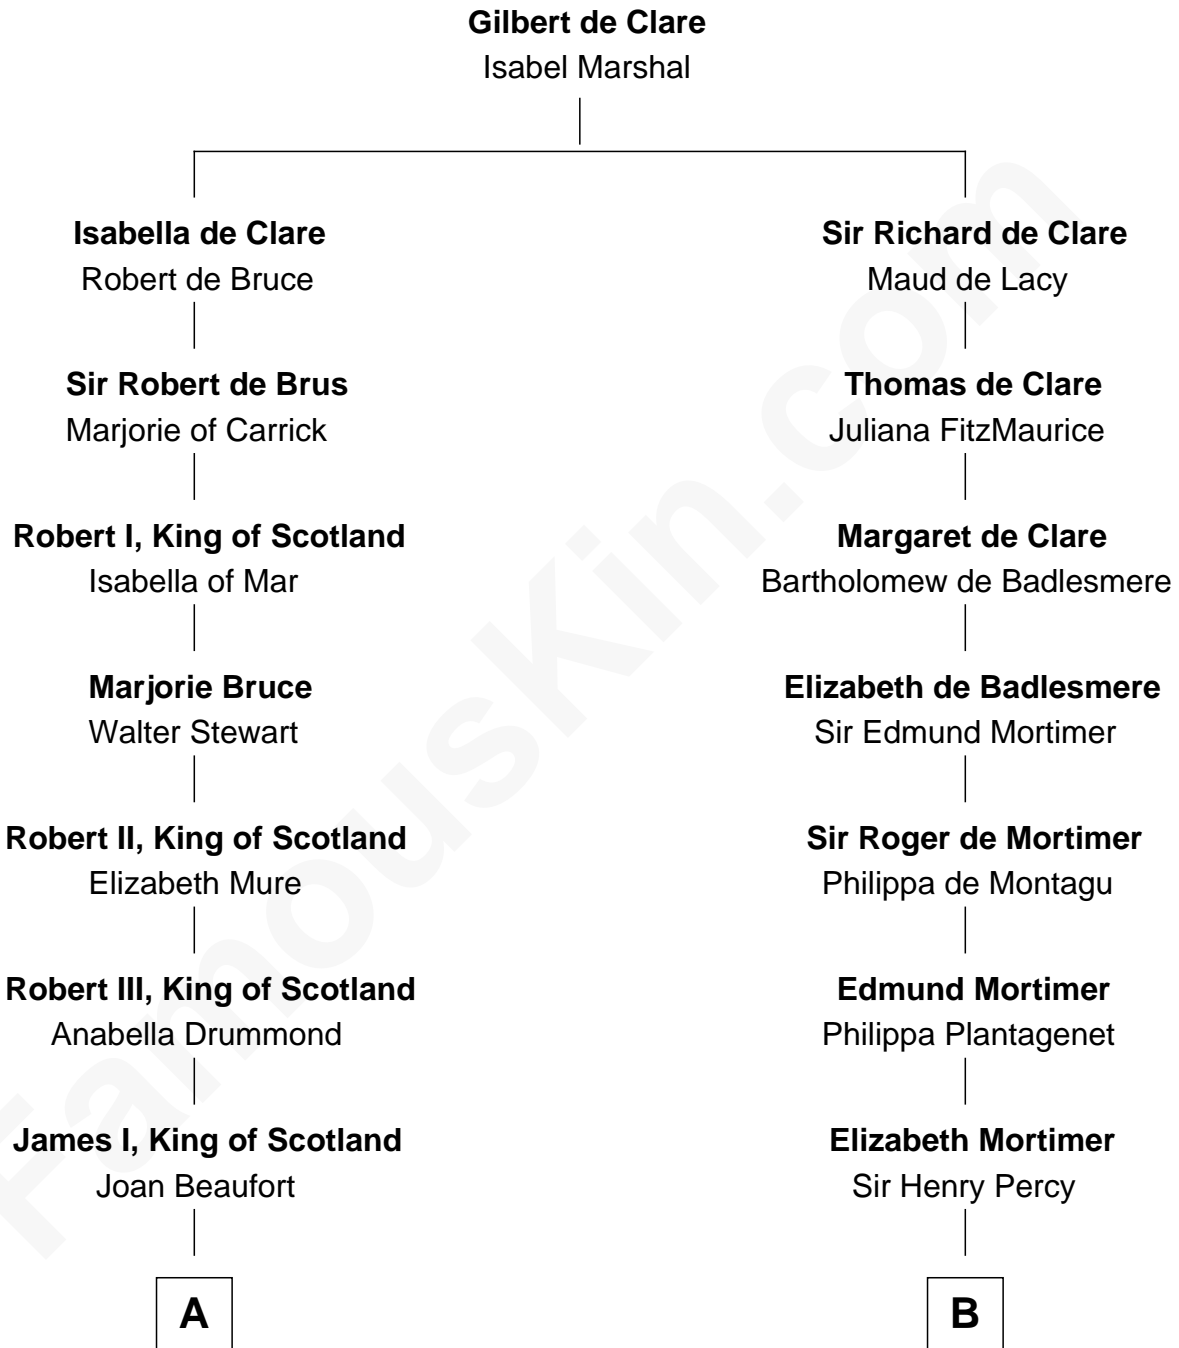 Gilbert de Clare
Isabel Marshal
Isabella de Clare
Robert de Bruce
Sir Richard de Clare
Maud de Lacy
Sir Robert de Brus
Marjorie of Carrick
Thomas de Clare
Juliana FitzMaurice
Robert I, King of Scotland
Isabella of Mar
Margaret de Clare
Bartholomew de Badlesmere
Marjorie Bruce
Walter Stewart
Elizabeth de Badlesmere
Sir Edmund Mortimer
Robert II, King of Scotland
Elizabeth Mure
Sir Roger de Mortimer
Philippa de Montagu
Robert III, King of Scotland
Anabella Drummond
Edmund Mortimer
Philippa Plantagenet
James I, King of Scotland
Joan Beaufort
Elizabeth Mortimer
Sir Henry Percy
A
B
FamousKin.com